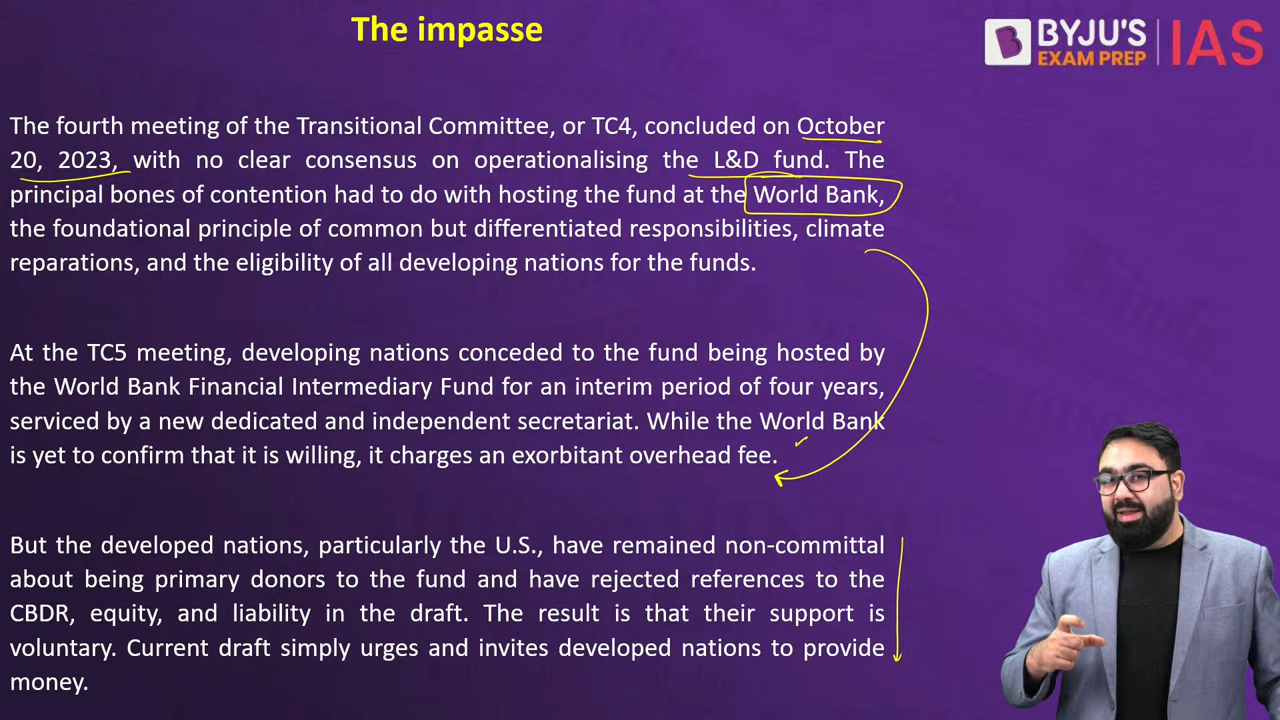 The impasse
BYJU'S
EXAM PREP
IAS
The fourth meeting of the Transitional Committee, or TC4, concluded on October
20, 2023, with no clear consensus on operationalising the L&D fund. The
principal bones of contention had to do with hosting the fund at the World Bank,
the foundational principle of common but differentiated responsibilities, climate
reparations, and the eligibility of all developing nations for the funds.
At the TC5 meeting, developing nations conceded to the fund being hosted by
the World Bank Financial Intermediary Fund for an interim period of four years,
serviced by a new dedicated and independent secretariat. While the World Bank
is yet to confirm that it is willing, it charges an exorbitant overhead fee.
But the developed nations, particularly the U.S., have remained non-committal
about being primary donors to the fund and have rejected references to the
CBDR, equity, and liability in the draft. The result is that their support is
voluntary. Current draft simply urges and invites developed nations to provide
money.